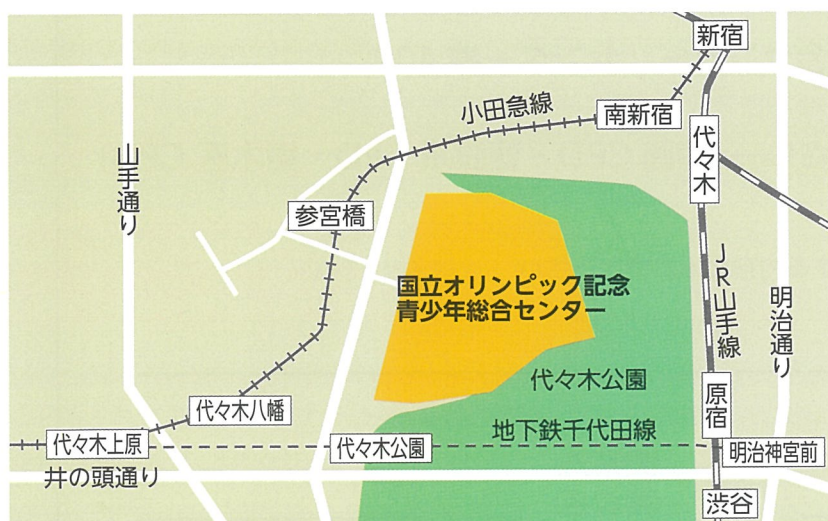 新宿
小田急線
南新宿
代々木
山手通り
参宮橋
JR山手線
国立オリンピック記念
青少年総合センター
明治通り
代々木公園
原宿
代々木八幡
地下鉄千代田線
代々木上原
代々木公園
明治神宮前
井の頭通り
渋谷